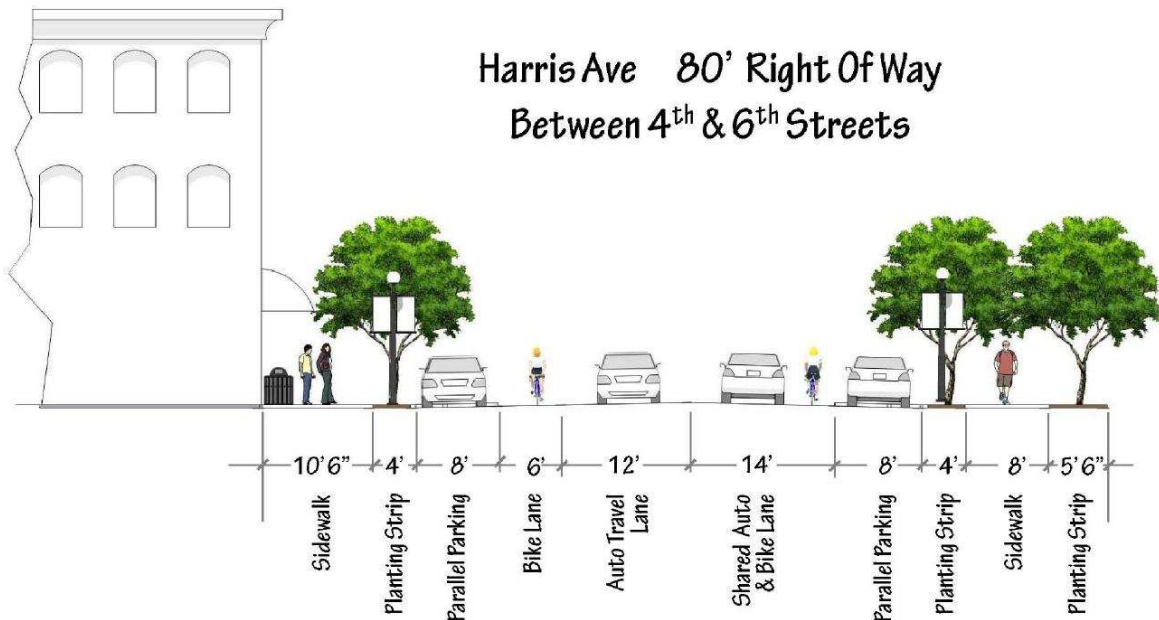 Harris Ave 80' Right Of Way
Between 4th & 6th Streets
10'6" 4' 8' 6' 12' 14' 8' 4' 8' 5'6"
Sidewalk
Planting Strip
Parallel Parking
Bike Lane
Auto Travel
Lane
Shared Auto
& Bike Lane
Parallel Parking
Planting Strip
Sidewalk
Planting Strip